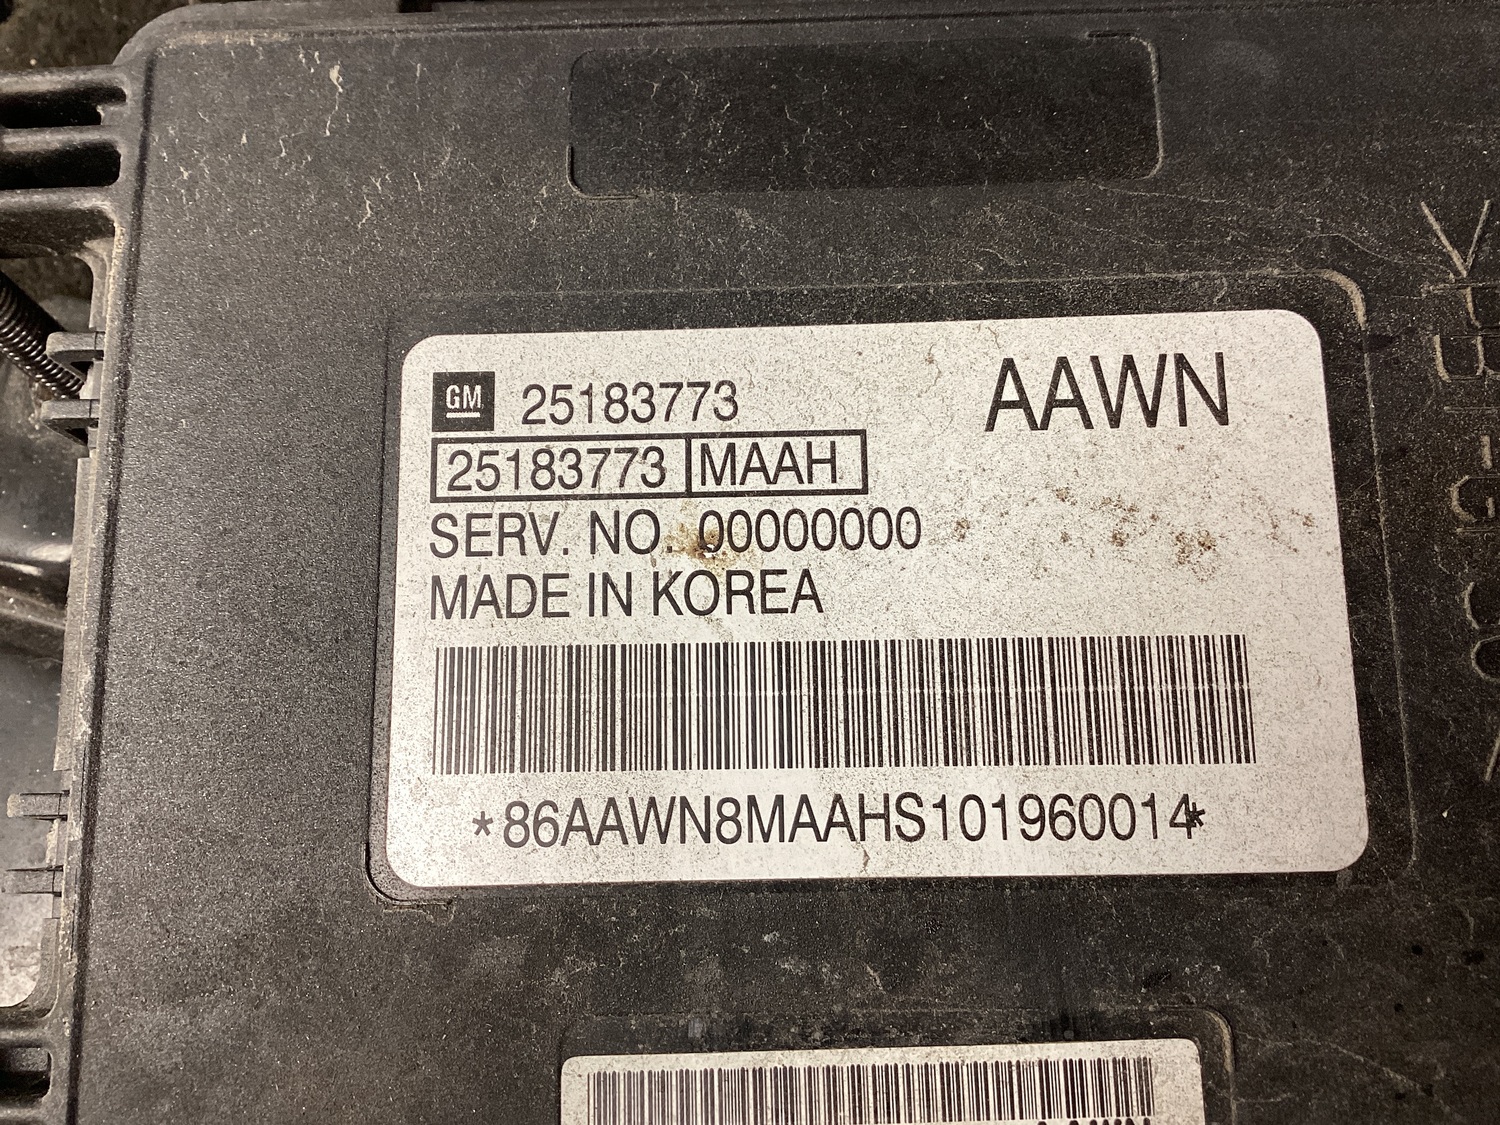 GM 25183773 AAWN
25183773 MAAH
SERV. NO. 00000000
MADE IN KOREA
*86AAWN8MAAHS101960014*